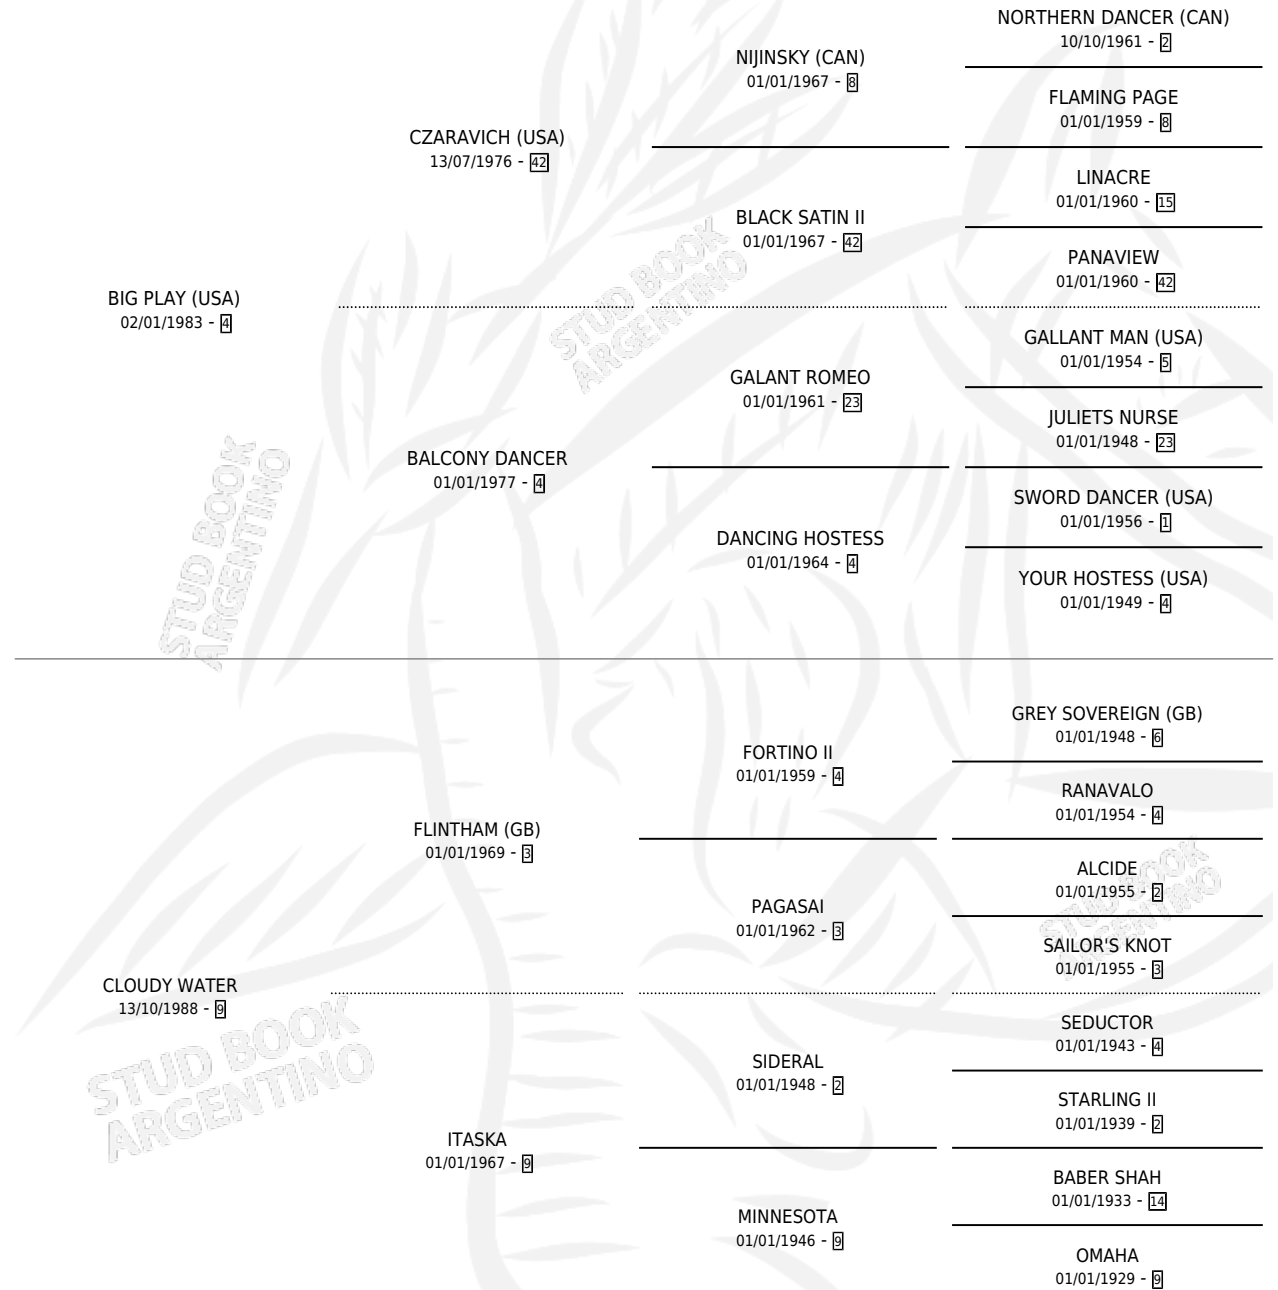 NORTHERN DANCER (CAN)
10/10/1961 - 2
NIJINSKY (CAN)
01/01/1967 - 8
FLAMING PAGE
01/01/1959 - 8
CZARAVICH (USA)
13/07/1976 - 42
LINACRE
01/01/1960 - 15
BLACK SATIN II
01/01/1967 - 42
PANAVIEW
01/01/1960 - 42
BIG PLAY (USA)
02/01/1983 - 4
GALLANT MAN (USA)
01/01/1954 - 5
GALANT ROMEO
01/01/1961 - 23
JULIETS NURSE
01/01/1948 - 23
BALCONY DANCER
01/01/1977 - 4
SWORD DANCER (USA)
01/01/1956 - 1
DANCING HOSTESS
01/01/1964 - 4
YOUR HOSTESS (USA)
01/01/1949 - 4
GREY SOVEREIGN (GB)
01/01/1948 - 6
FORTINO II
01/01/1959 - 4
RANAVALO
01/01/1954 - 4
FLINTHAM (GB)
01/01/1969 - 3
ALCIDE
01/01/1955 - 2
PAGASAI
01/01/1962 - 3
SAILOR'S KNOT
01/01/1955 - 3
CLOUDY WATER
13/10/1988 - 9
SEDUCTOR
01/01/1943 - 4
SIDERAL
01/01/1948 - 2
STARLING II
01/01/1939 - 2
ITASKA
01/01/1967 - 9
BABER SHAH
01/01/1933 - 14
MINNESOTA
01/01/1946 - 9
OMAHA
01/01/1929 - 9
STUD BOOK
ARGENTINO
STUD BOOK
ARGENTINO
STUD BOOK
ARGENTINO
STUD BOOK
ARGENTINO